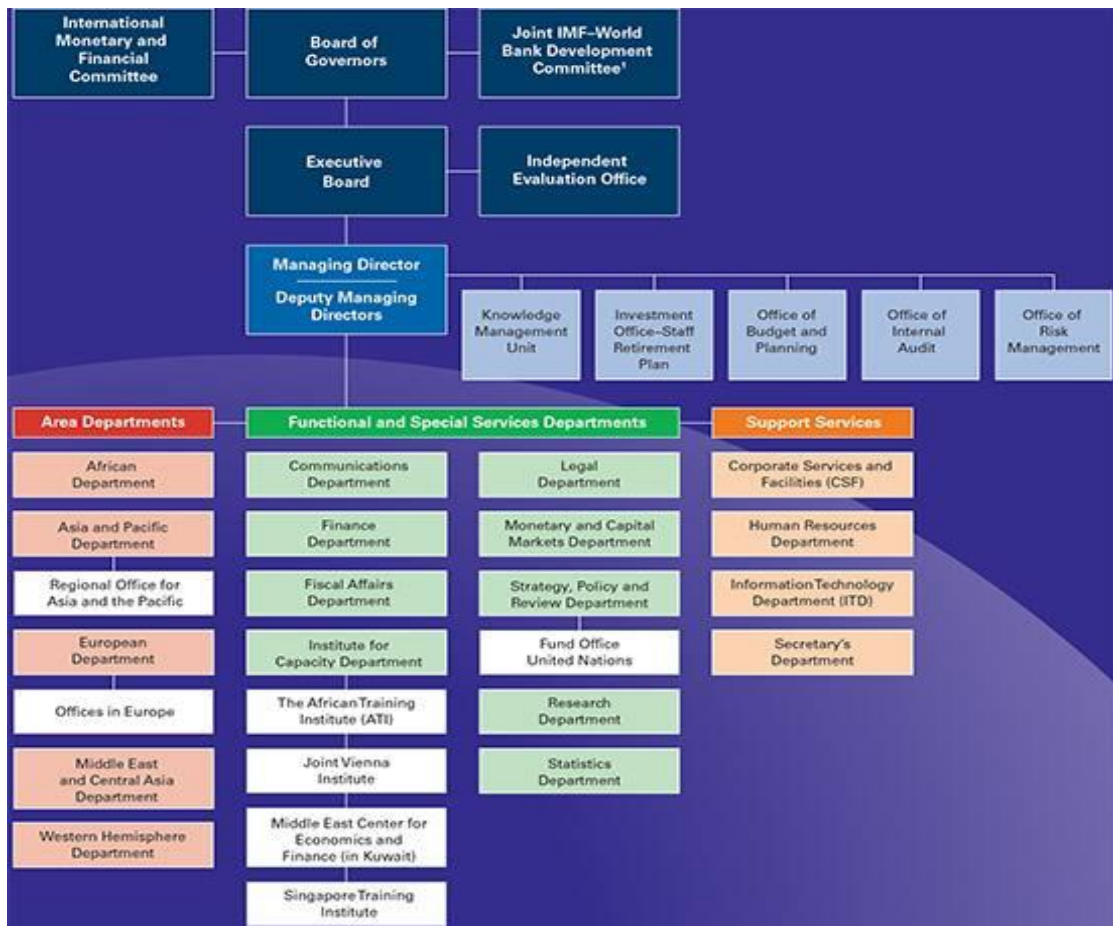 International
Monetary and
Financial
Committee
Board of
Governors
Joint IMF–World
Bank Development
Committee¹
Executive
Board
Independent
Evaluation Office
Managing Director
Deputy Managing
Directors
Knowledge
Management
Unit
Investment
Office–Staff
Retirement
Plan
Office of
Budget and
Planning
Office of
Internal
Audit
Office of
Risk
Management
Area Departments
Functional and Special Services Departments
Support Services
African
Department
Asia and Pacific
Department
Regional Office for
Asia and the Pacific
European
Department
Offices in Europe
Middle East
and Central Asia
Department
Western Hemisphere
Department
Communications
Department
Finance
Department
Fiscal Affairs
Department
Institute for
Capacity Department
The African Training
Institute (ATI)
Joint Vienna
Institute
Middle East Center for
Economics and
Finance (in Kuwait)
Singapore Training
Institute
Legal
Department
Monetary and Capital
Markets Department
Strategy, Policy and
Review Department
Fund Office
United Nations
Research
Department
Statistics
Department
Corporate Services and
Facilities (CSF)
Human Resources
Department
Information Technology
Department (ITD)
Secretary's
Department